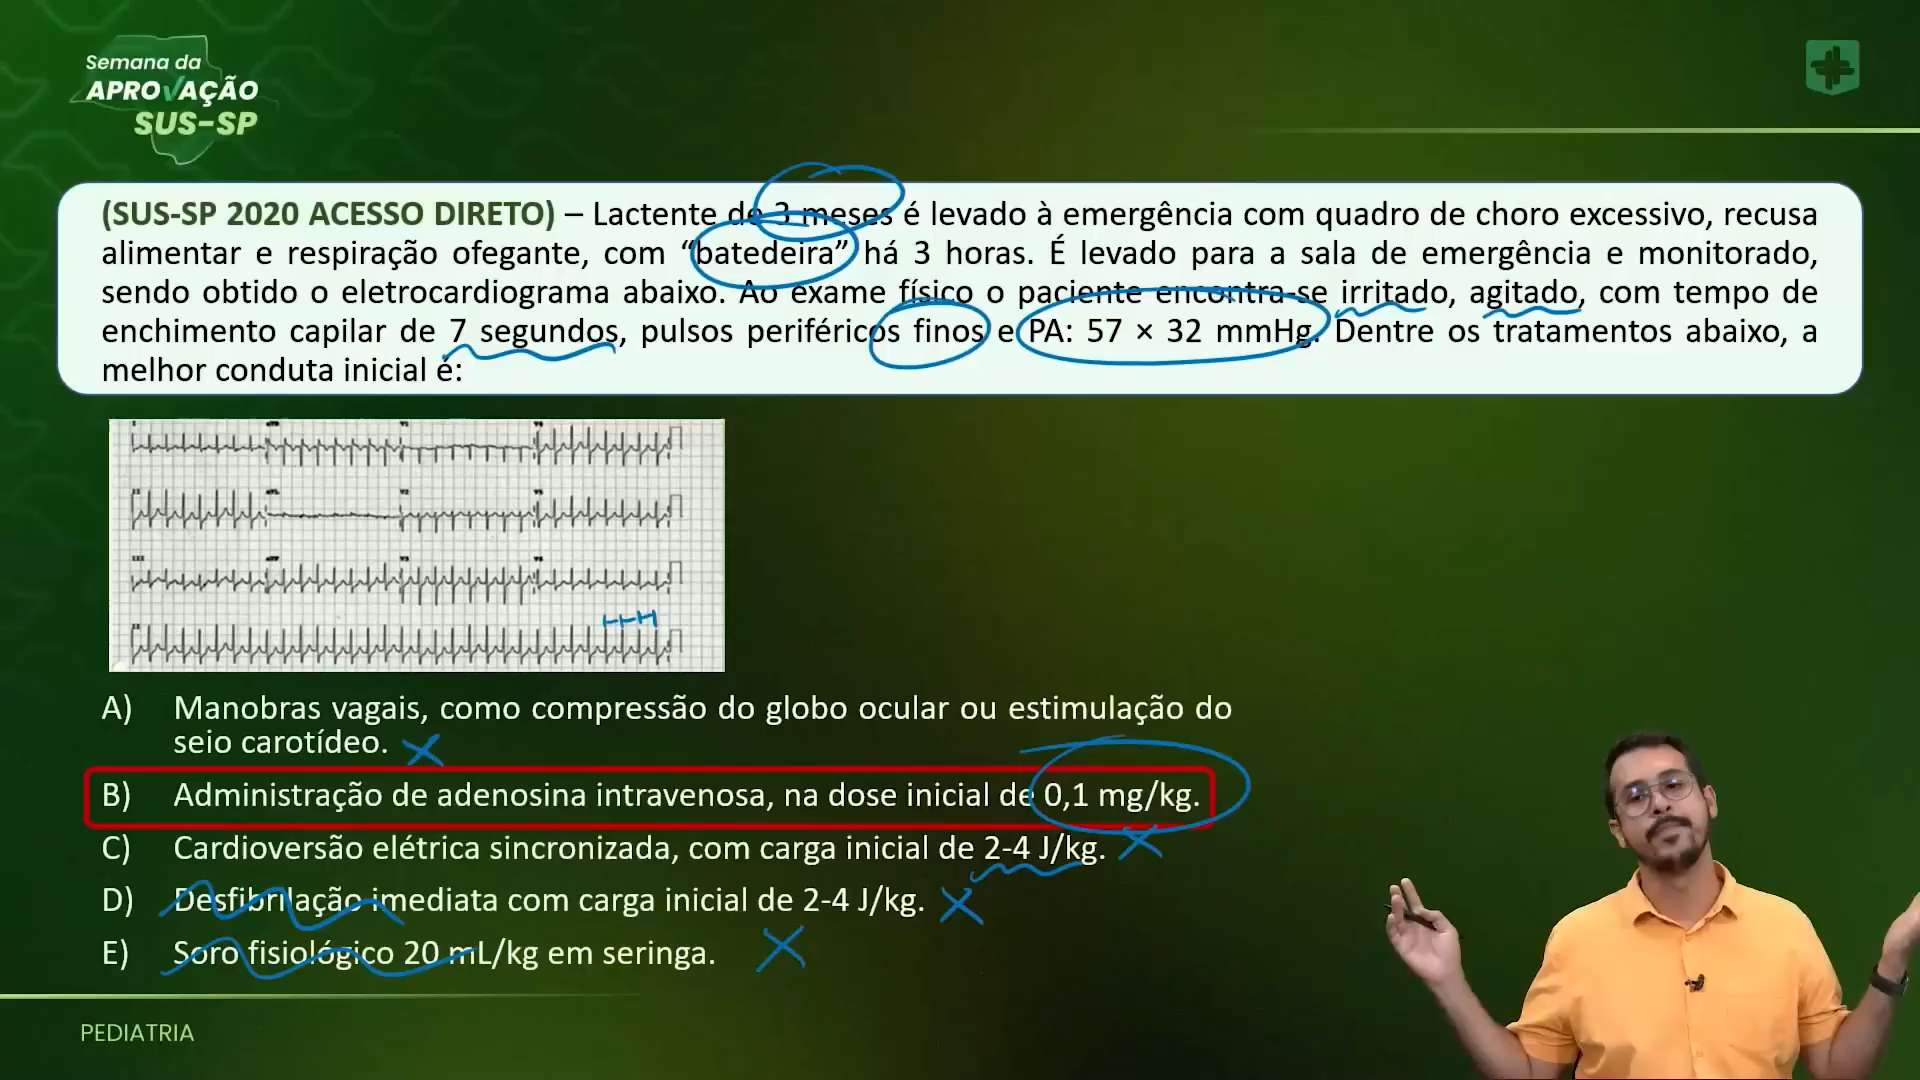 Semana da
APROVAÇÃO
SUS-SP
(SUS-SP 2020 ACESSO DIRETO) – Lactente de 3 meses é levado à emergência com quadro de choro excessivo, recusa
alimentar e respiração ofegante, com “batedeira” há 3 horas. É levado para a sala de emergência e monitorado,
sendo obtido o eletrocardiograma abaixo. Ao exame físico o paciente encontra-se irritado, agitado, com tempo de
enchimento capilar de 7 segundos, pulsos periféricos finos e PA: 57 × 32 mmHg. Dentre os tratamentos abaixo, a
melhor conduta inicial é:
A) Manobras vagais, como compressão do globo ocular ou estimulação do
seio carotídeo.
B) Administração de adenosina intravenosa, na dose inicial de 0,1 mg/kg.
C) Cardioversão elétrica sincronizada, com carga inicial de 2-4 J/kg.
D) Desfibrilação imediata com carga inicial de 2-4 J/kg.
E) Soro fisiológico 20 mL/kg em seringa.
PEDIATRIA